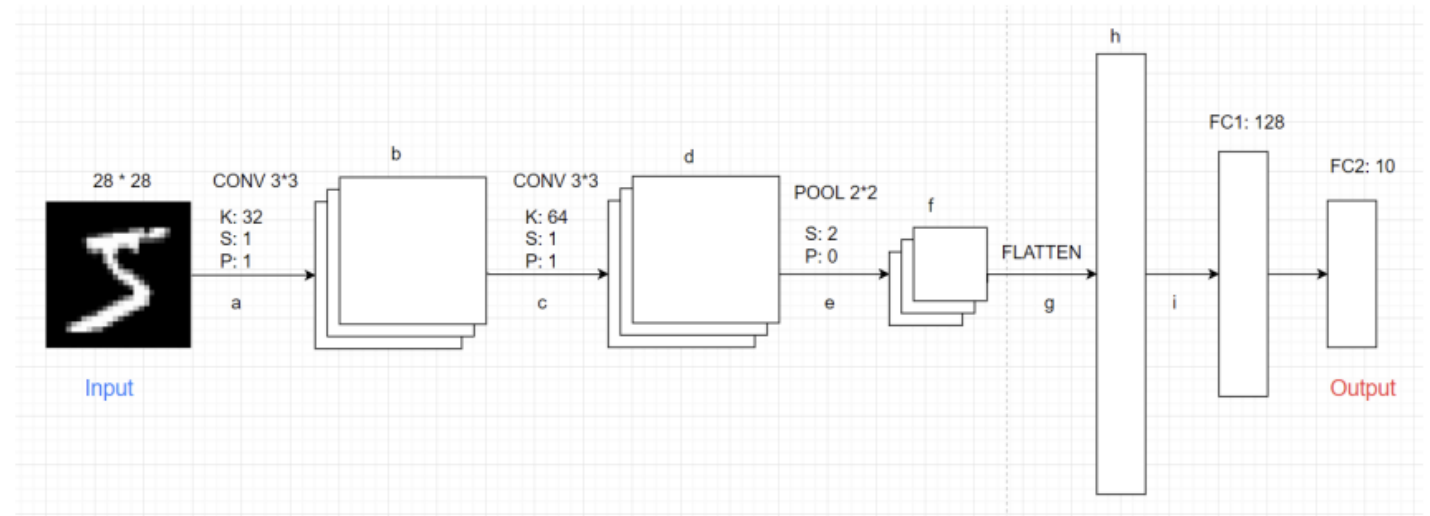 28 * 28
CONV 3*3
K: 32
S: 1
P: 1
a
b
CONV 3*3
K: 64
S: 1
P: 1
c
d
POOL 2*2
S: 2
P: 0
e
f
FLATTEN
g
h
i
FC1: 128
FC2: 10
Input
Output